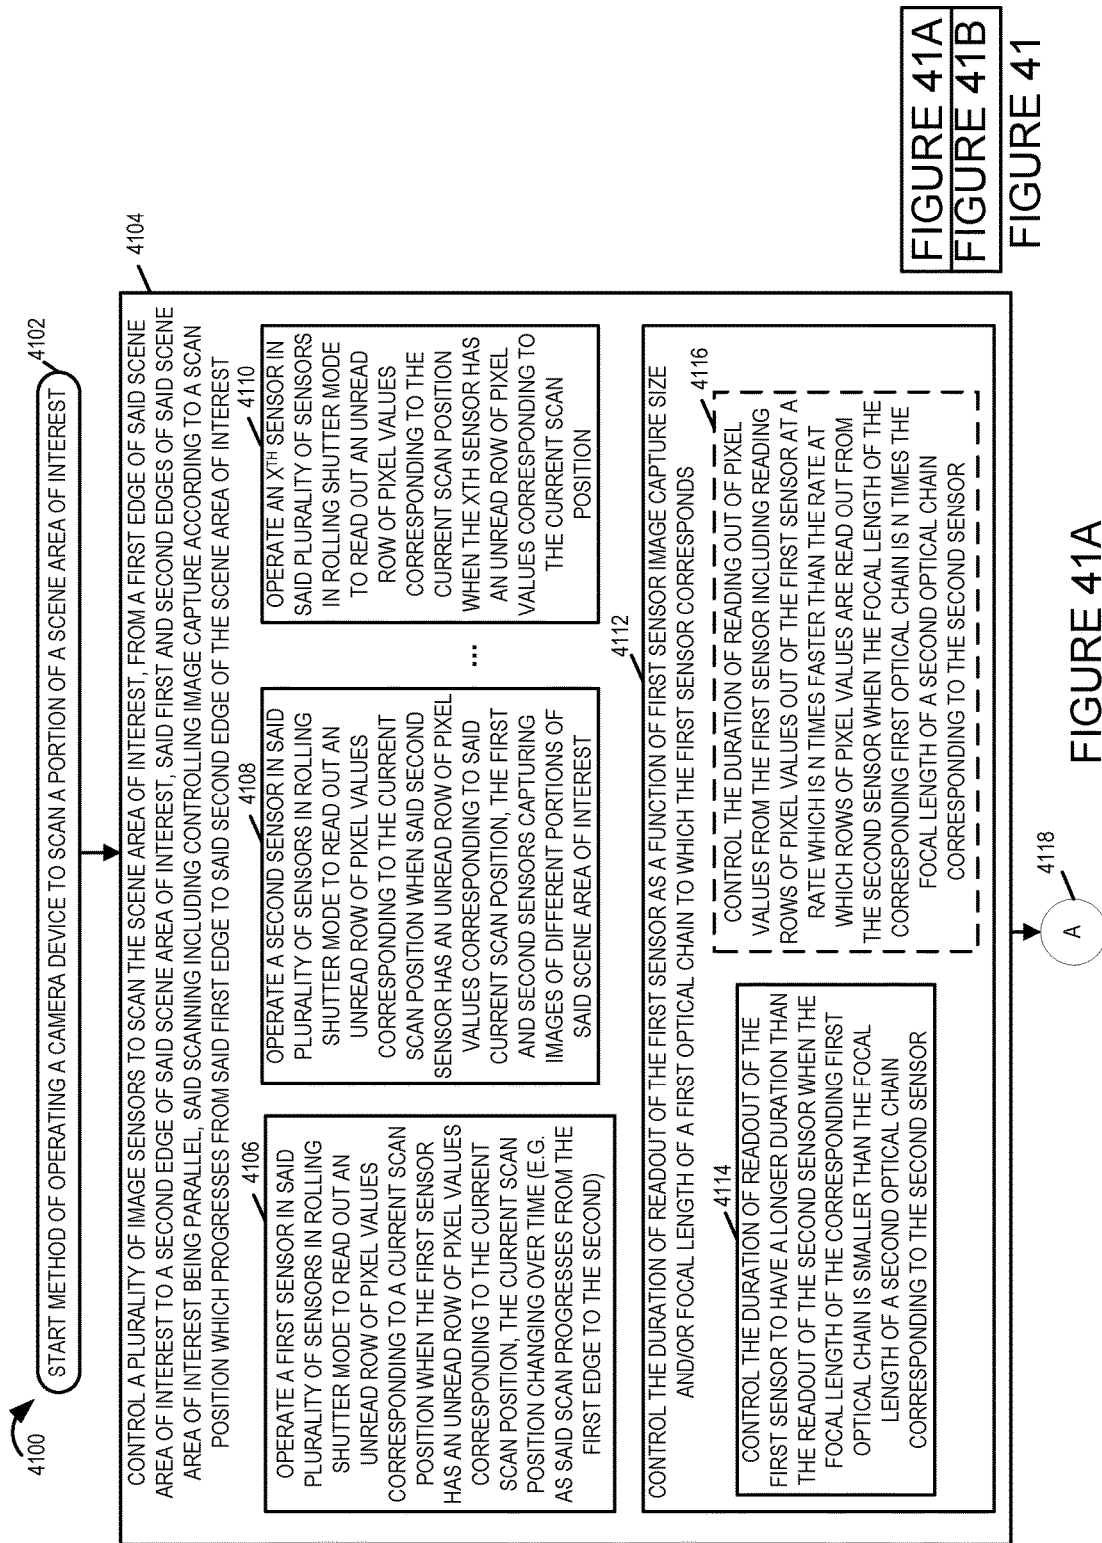 4100
START METHOD OF OPERATING A CAMERA DEVICE TO SCAN A PORTION OF A SCENE AREA OF INTEREST
4102
4104
CONTROL A PLURALITY OF IMAGE SENSORS TO SCAN THE SCENE AREA OF INTEREST, FROM A FIRST EDGE OF SAID SCENE
AREA OF INTEREST TO A SECOND EDGE OF SAID SCENE AREA OF INTEREST, SAID FIRST AND SECOND EDGES OF SAID SCENE
AREA OF INTEREST BEING PARALLEL, SAID SCANNING INCLUDING CONTROLLING IMAGE CAPTURE ACCORDING TO A SCAN
POSITION WHICH PROGRESSES FROM SAID FIRST EDGE TO SAID SECOND EDGE OF THE SCENE AREA OF INTEREST
4106
OPERATE A FIRST SENSOR IN SAID
PLURALITY OF SENSORS IN ROLLING
SHUTTER MODE TO READ OUT AN
UNREAD ROW OF PIXEL VALUES
CORRESPONDING TO A CURRENT SCAN
POSITION WHEN THE FIRST SENSOR
HAS AN UNREAD ROW OF PIXEL VALUES
CORRESPONDING TO THE CURRENT
SCAN POSITION, THE CURRENT SCAN
POSITION CHANGING OVER TIME (E.G.
AS SAID SCAN PROGRESSES FROM THE
FIRST EDGE TO THE SECOND)
4108
OPERATE A SECOND SENSOR IN SAID
PLURALITY OF SENSORS IN ROLLING
SHUTTER MODE TO READ OUT AN
UNREAD ROW OF PIXEL VALUES
CORRESPONDING TO THE CURRENT
SCAN POSITION WHEN SAID SECOND
SENSOR HAS AN UNREAD ROW OF PIXEL
VALUES CORRESPONDING TO SAID
CURRENT SCAN POSITION, THE FIRST
AND SECOND SENSORS CAPTURING
IMAGES OF DIFFERENT PORTIONS OF
SAID SCENE AREA OF INTEREST
...
4110
OPERATE AN XTH SENSOR IN
SAID PLURALITY OF SENSORS
IN ROLLING SHUTTER MODE
TO READ OUT AN UNREAD
ROW OF PIXEL VALUES
CORRESPONDING TO THE
CURRENT SCAN POSITION
WHEN THE XTH SENSOR HAS
AN UNREAD ROW OF PIXEL
VALUES CORRESPONDING TO
THE CURRENT SCAN
POSITION
4112
CONTROL THE DURATION OF READOUT OF THE FIRST SENSOR AS A FUNCTION OF FIRST SENSOR IMAGE CAPTURE SIZE
AND/OR FOCAL LENGTH OF A FIRST OPTICAL CHAIN TO WHICH THE FIRST SENSOR CORRESPONDS
4114
CONTROL THE DURATION OF READOUT OF THE
FIRST SENSOR TO HAVE A LONGER DURATION THAN
THE READOUT OF THE SECOND SENSOR WHEN THE
FOCAL LENGTH OF THE CORRESPONDING FIRST
OPTICAL CHAIN IS SMALLER THAN THE FOCAL
LENGTH OF A SECOND OPTICAL CHAIN
CORRESPONDING TO THE SECOND SENSOR
4116
CONTROL THE DURATION OF READING OUT OF PIXEL
VALUES FROM THE FIRST SENSOR INCLUDING READING
ROWS OF PIXEL VALUES OUT OF THE FIRST SENSOR AT A
RATE WHICH IS N TIMES FASTER THAN THE RATE AT
WHICH ROWS OF PIXEL VALUES ARE READ OUT FROM
THE SECOND SENSOR WHEN THE FOCAL LENGTH OF THE
CORRESPONDING FIRST OPTICAL CHAIN IS N TIMES THE
FOCAL LENGTH OF A SECOND OPTICAL CHAIN
CORRESPONDING TO THE SECOND SENSOR
A
4118
FIGURE 41A
FIGURE 41A
FIGURE 41B
FIGURE 41